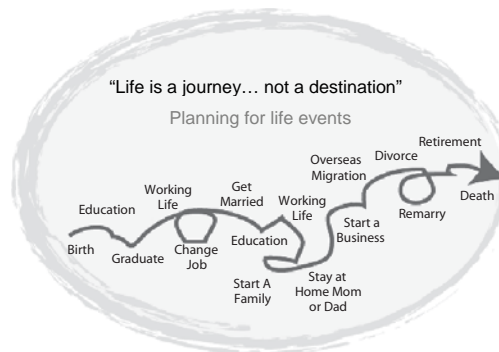 “Life is a journey… not a destination”
Planning for life events
Birth
Education
Graduate
Working
Life
Change
Job
Get
Married
Education
Start A
Family
Working
Life
Stay at
Home Mom
or Dad
Start a
Business
Overseas
Migration
Divorce
Remarry
Retirement
Death